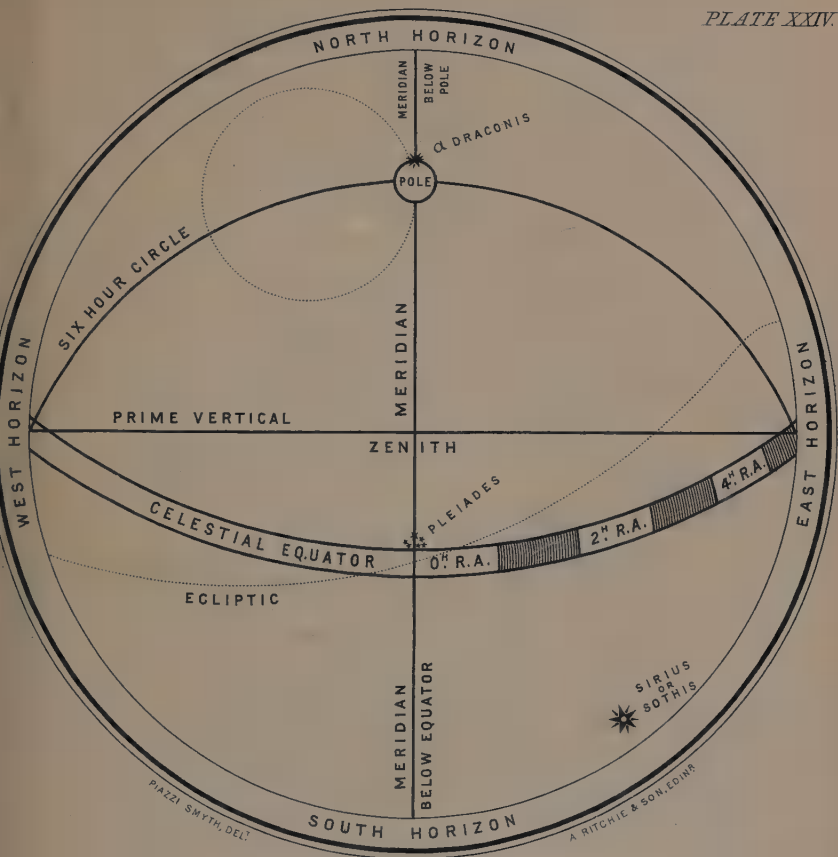 PLATE XXIV.
NORTH HORIZON
MERIDIAN
BELOW
POLE
α DRACONIS
POLE
SIX HOUR CIRCLE
MERIDIAN
WEST HORIZON
EAST HORIZON
PRIME VERTICAL
ZENITH
PLEIADES
CELESTIAL EQUATOR
0H. R.A.
2H. R.A.
4H. R.A.
ECLIPTIC
SIRIUS
OR
SOTHIS
MERIDIAN
BELOW EQUATOR
SOUTH HORIZON
PIAZZI SMYTH, DELT.
A RITCHIE & SON, EDINR.